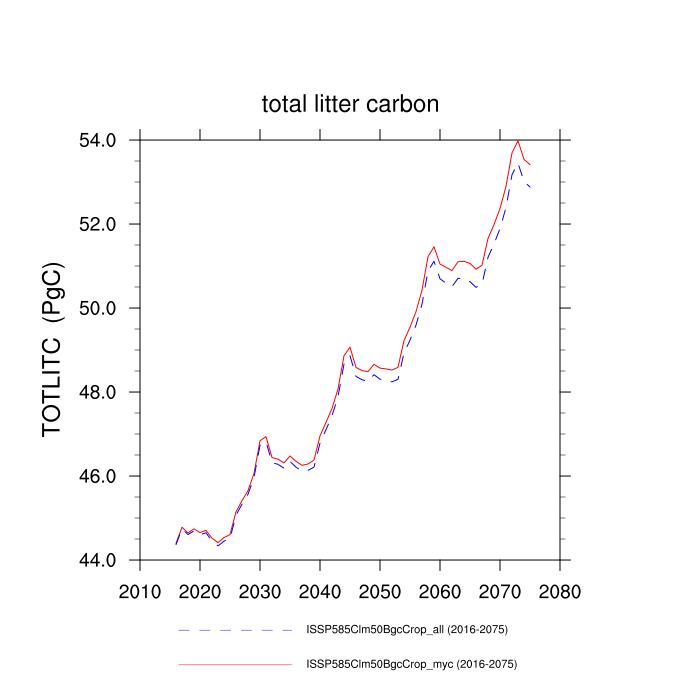 total litter carbon
TOTLITC (PgC)
54.0
52.0
50.0
48.0
46.0
44.0
2010 2020 2030 2040 2050 2060 2070 2080
ISSP585Clm50BgcCrop_all (2016-2075)
ISSP585Clm50BgcCrop_myc (2016-2075)